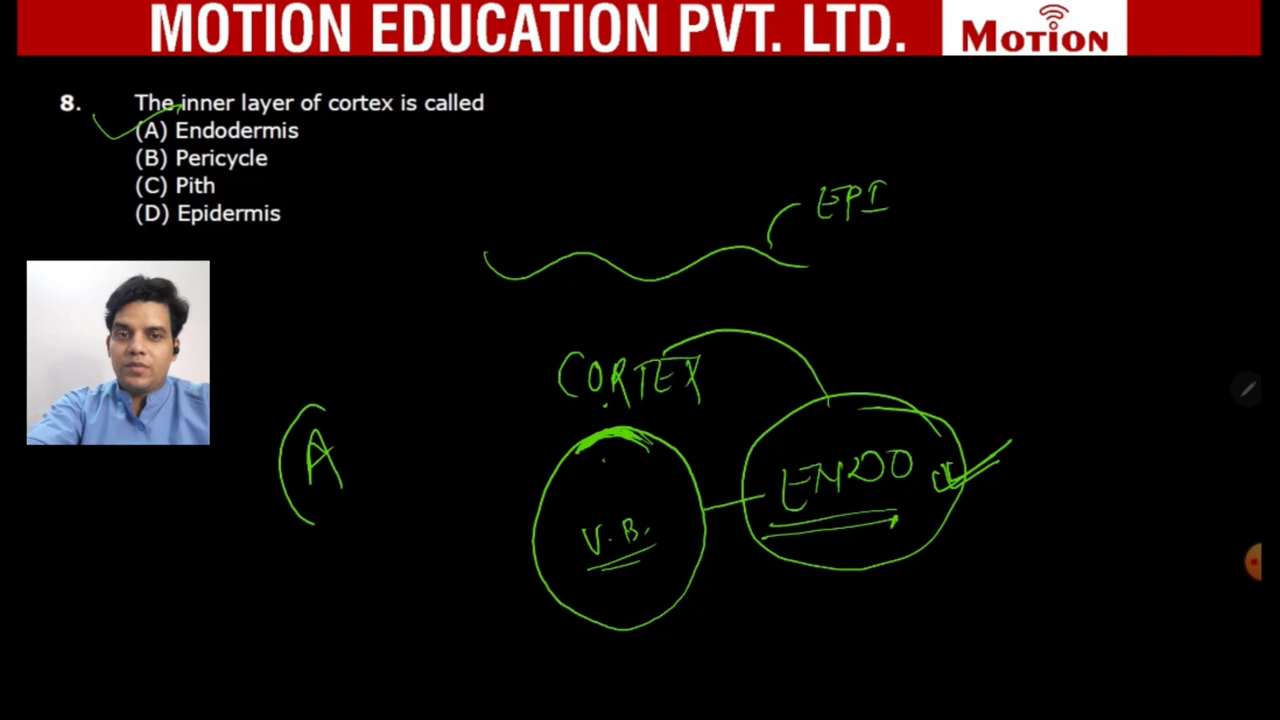 MOTION EDUCATION PVT. LTD.
MOTION
8. The inner layer of cortex is called
(A) Endodermis
(B) Pericycle
(C) Pith
(D) Epidermis
EPI
CORTEX
A
ENDO
V.B.